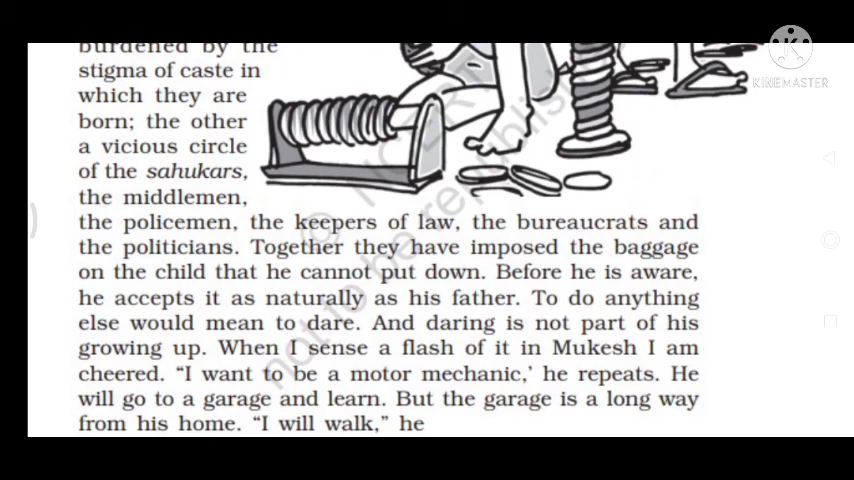 burdened by the
stigma of caste in
which they are
born; the other
a vicious circle
of the sahukars,
the middlemen,
the policemen, the keepers of law, the bureaucrats and
the politicians. Together they have imposed the baggage
on the child that he cannot put down. Before he is aware,
he accepts it as naturally as his father. To do anything
else would mean to dare. And daring is not part of his
growing up. When I sense a flash of it in Mukesh I am
cheered. “I want to be a motor mechanic,’ he repeats. He
will go to a garage and learn. But the garage is a long way
from his home. “I will walk,” he
K
KINEMASTER
© NCERT
not to be republis